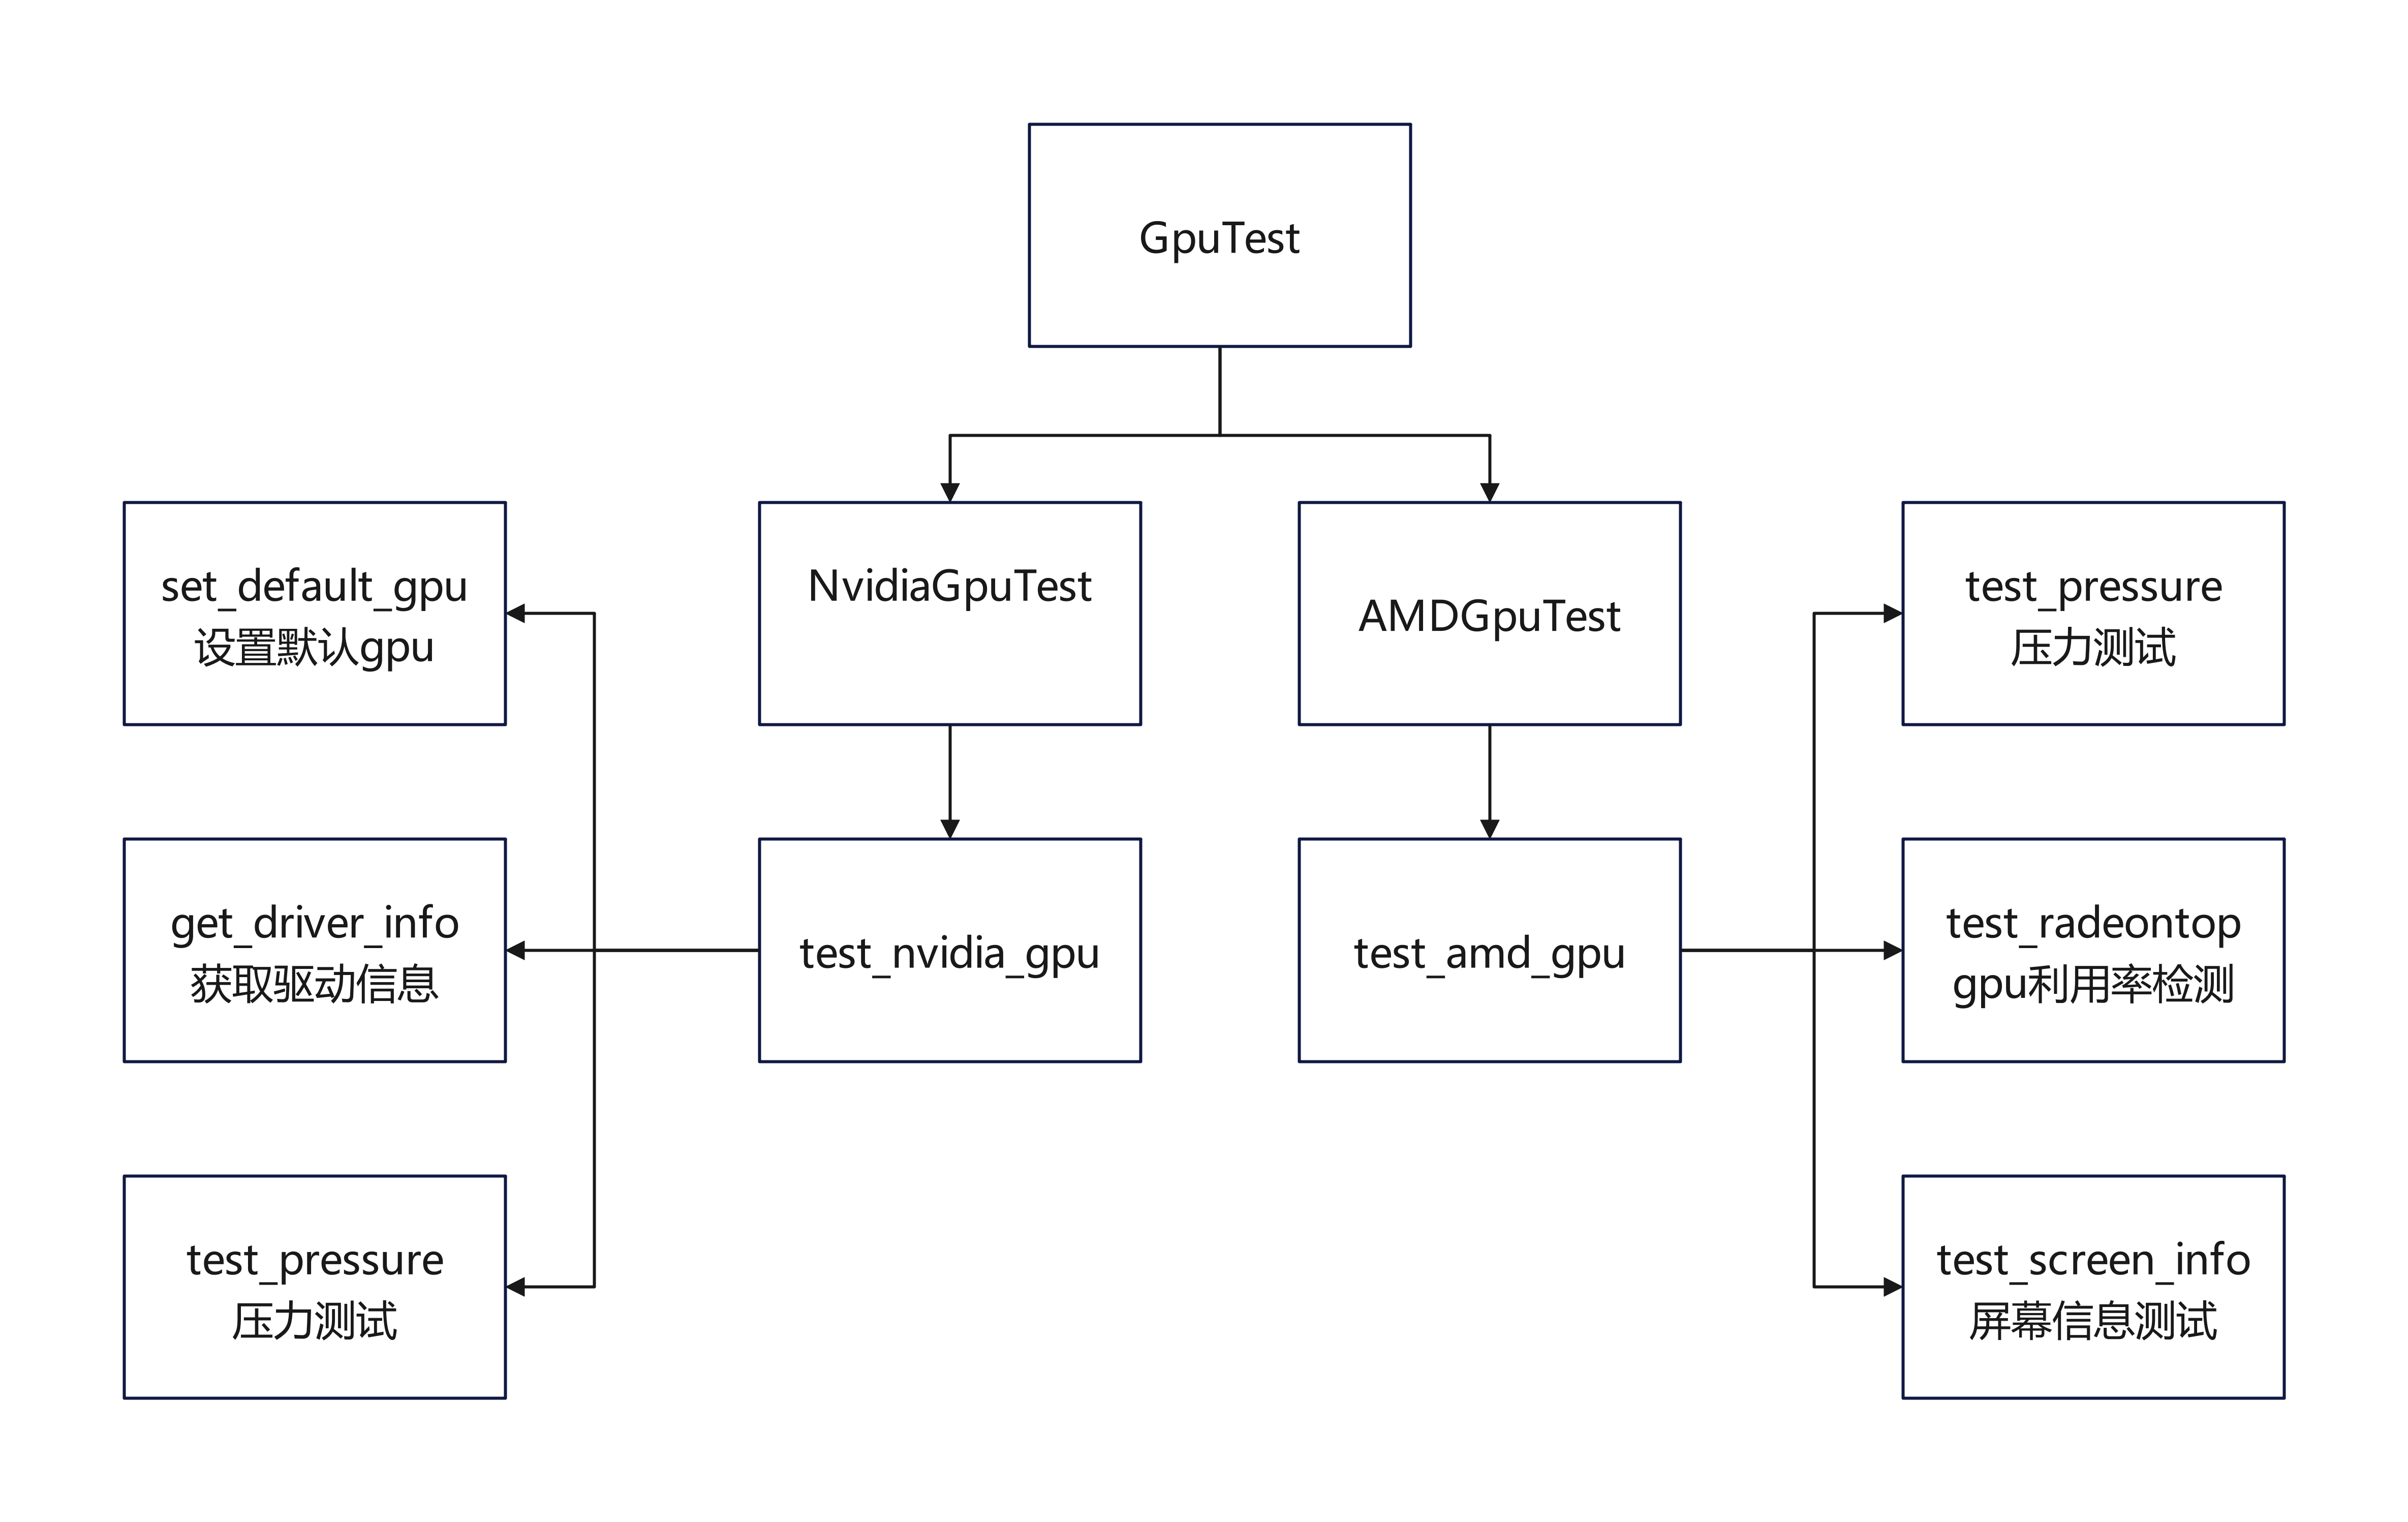 GpuTest
set_default_gpu
设置默认gpu
NvidiaGpuTest
AMDGpuTest
test_pressure
压力测试
get_driver_info
获取驱动信息
test_nvidia_gpu
test_amd_gpu
test_radeontop
gpu利用率检测
test_pressure
压力测试
test_screen_info
屏幕信息测试